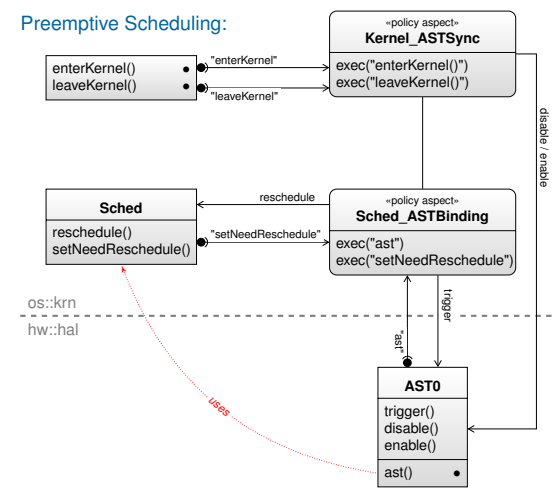 Preemptive Scheduling:
«policy aspect»
Kernel_ASTSync
exec("enterKernel()")
exec("leaveKernel()")
enterKernel()
leaveKernel()
"enterKernel"
"leaveKernel"
disable / enable
Sched
reschedule()
setNeedReschedule()
reschedule
"setNeedReschedule"
«policy aspect»
Sched_ASTBinding
exec("ast")
exec("setNeedReschedule")
os::krn
hw::hal
"ast"
trigger
uses
AST0
trigger()
disable()
enable()
ast()